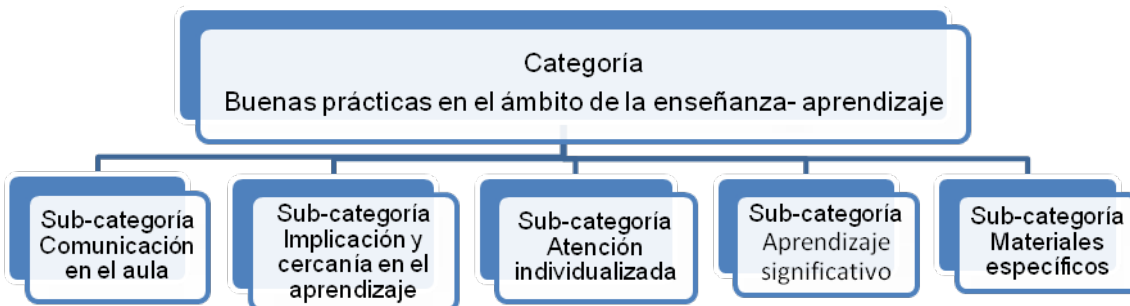 Categoría
Buenas prácticas en el ámbito de la enseñanza- aprendizaje
Sub-categoría
Comunicación
en el aula
Sub-categoría
Implicación y
cercanía en el
aprendizaje
Sub-categoría
Atención
individualizada
Sub-categoría
Aprendizaje
significativo
Sub-categoría
Materiales
específicos